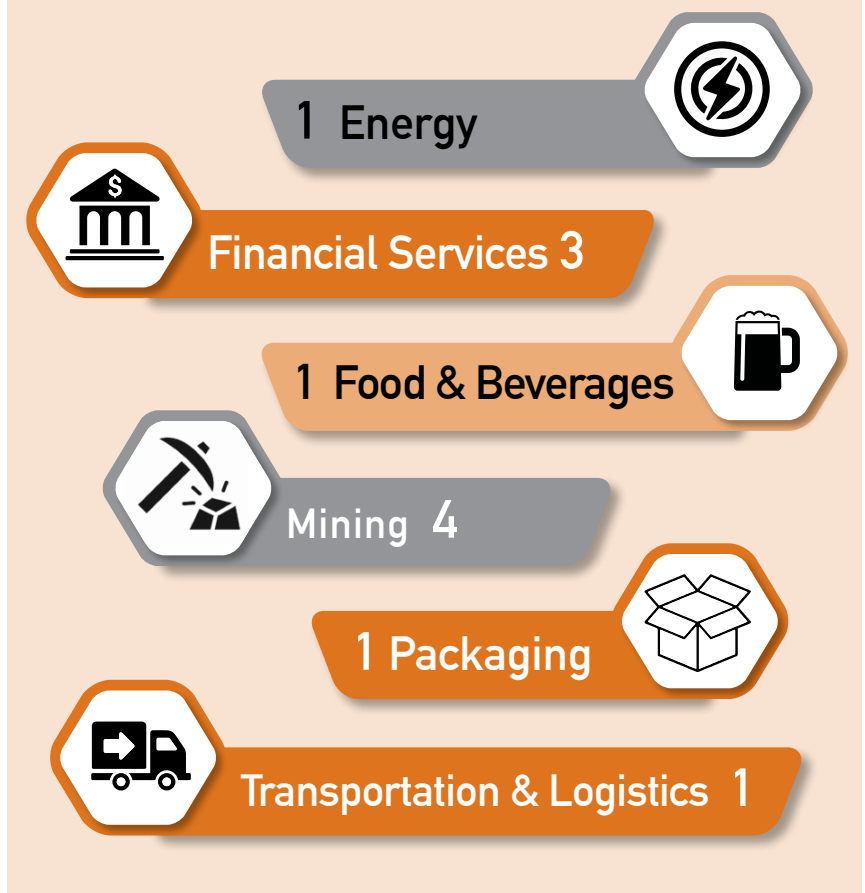 1 Energy
$
Financial Services 3
1 Food & Beverages
Mining 4
1 Packaging
Transportation & Logistics 1